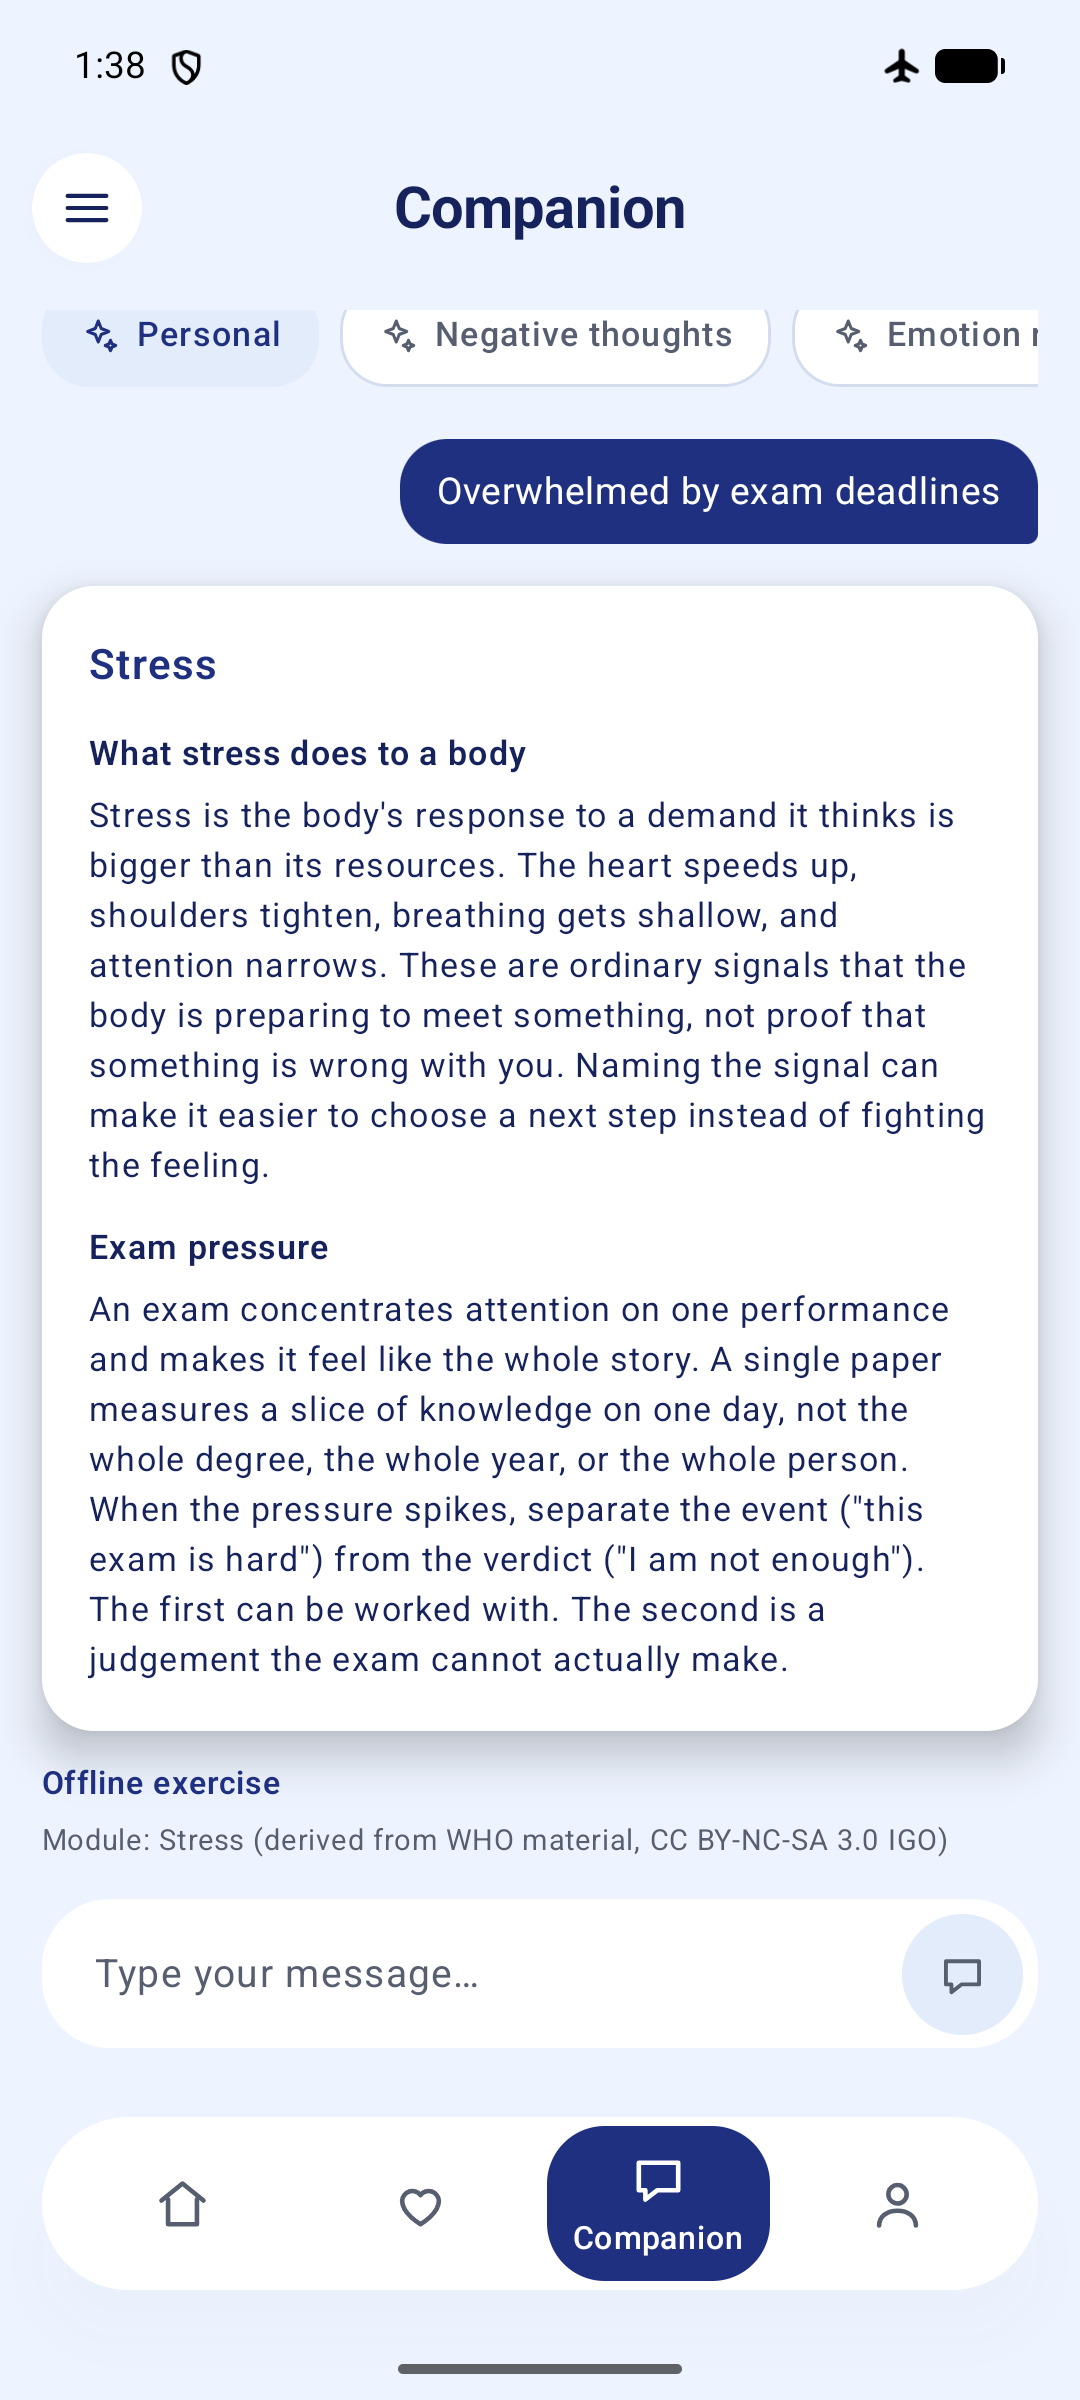 1:38
Companion
Personal
Negative thoughts
Emotion
Overwhelmed by exam deadlines
Stress
What stress does to a body
Stress is the body's response to a demand it thinks is
bigger than its resources. The heart speeds up,
shoulders tighten, breathing gets shallow, and
attention narrows. These are ordinary signals that the
body is preparing to meet something, not proof that
something is wrong with you. Naming the signal can
make it easier to choose a next step instead of fighting
the feeling.
Exam pressure
An exam concentrates attention on one performance
and makes it feel like the whole story. A single paper
measures a slice of knowledge on one day, not the
whole degree, the whole year, or the whole person.
When the pressure spikes, separate the event ("this
exam is hard") from the verdict ("I am not enough").
The first can be worked with. The second is a
judgement the exam cannot actually make.
Offline exercise
Module: Stress (derived from WHO material, CC BY-NC-SA 3.0 IGO)
Type your message…
Companion